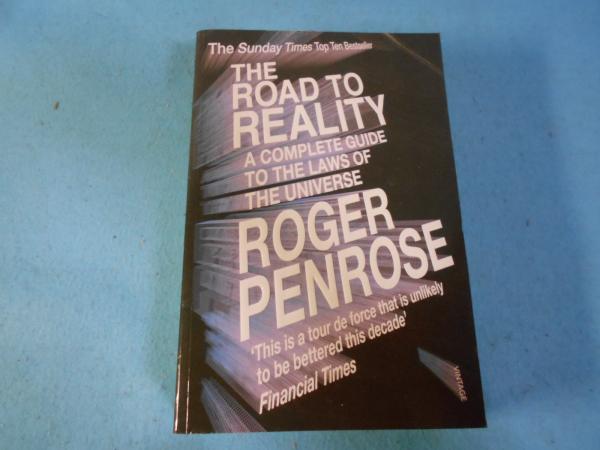 The Sunday Times Top Ten Bestseller
THE
ROAD TO
REALITY
A COMPLETE GUIDE
TO THE LAWS OF
THE UNIVERSE
ROGER
PENROSE
'This is a tour de force that is unlikely
to be bettered this decade'
Financial Times
VINTAGE